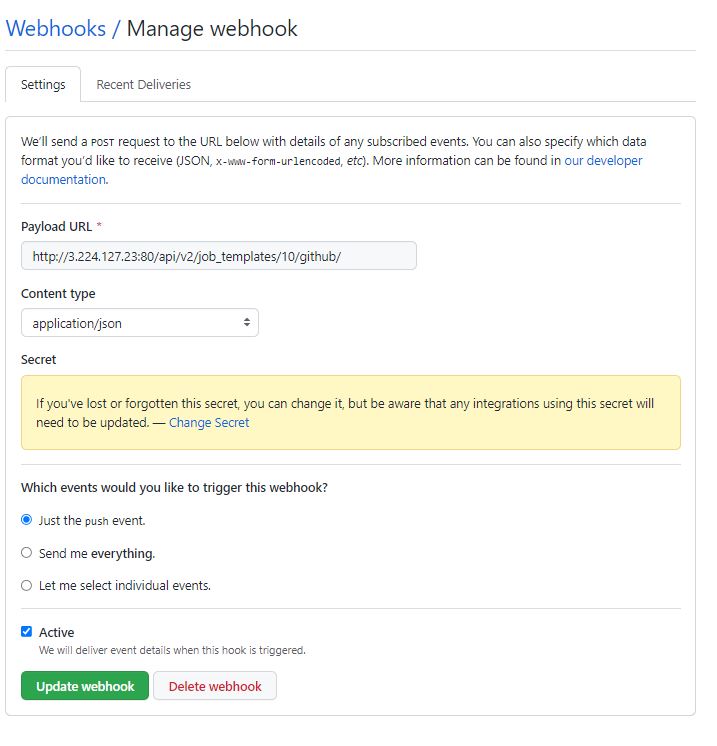 Webhooks / Manage webhook
Settings
Recent Deliveries
We'll send a POST request to the URL below with details of any subscribed events. You can also specify which data
format you'd like to receive (JSON, x-www-form-urlencoded, etc). More information can be found in our developer
documentation.
Payload URL *
http://3.224.127.23:80/api/v2/job_templates/10/github/
Content type
application/json
Secret
If you've lost or forgotten this secret, you can change it, but be aware that any integrations using this secret will
need to be updated. — Change Secret
Which events would you like to trigger this webhook?
Just the push event.
Send me everything.
Let me select individual events.
Active
We will deliver event details when this hook is triggered.
Update webhook
Delete webhook